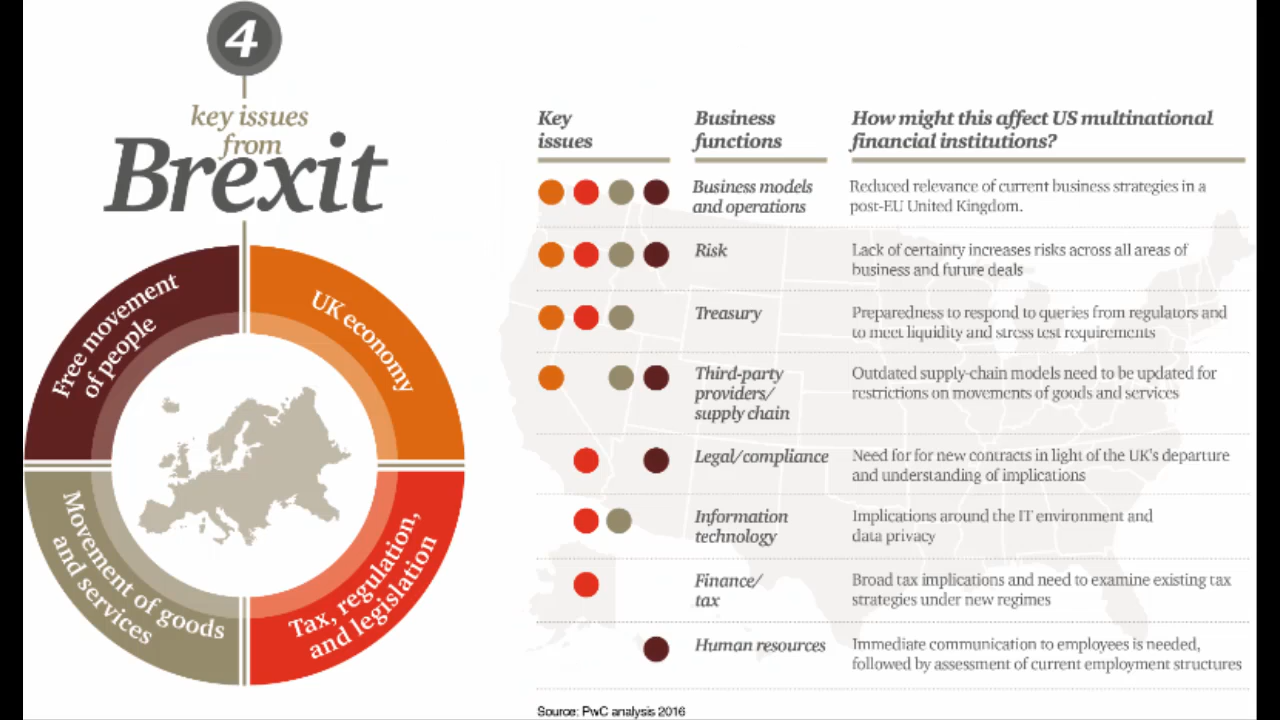 4
key issues
from
Brexit
Free movement
of people
UK economy
Movement of goods
and services
Tax, regulation,
and legislation
Key
issues
Business
functions
How might this affect US multinational
financial institutions?
Business models
and operations
Reduced relevance of current business strategies in a
post-EU United Kingdom.
Risk
Lack of certainty increases risks across all areas of
business and future deals
Treasury
Preparedness to respond to queries from regulators and
to meet liquidity and stress test requirements
Third-party
providers/
supply chain
Outdated supply-chain models need to be updated for
restrictions on movements of goods and services
Legal/compliance
Need for for new contracts in light of the UK's departure
and understanding of implications
Information
technology
Implications around the IT environment and
data privacy
Finance/
tax
Broad tax implications and need to examine existing tax
strategies under new regimes
Human resources
Immediate communication to employees is needed,
followed by assessment of current employment structures
Source: PwC analysis 2016